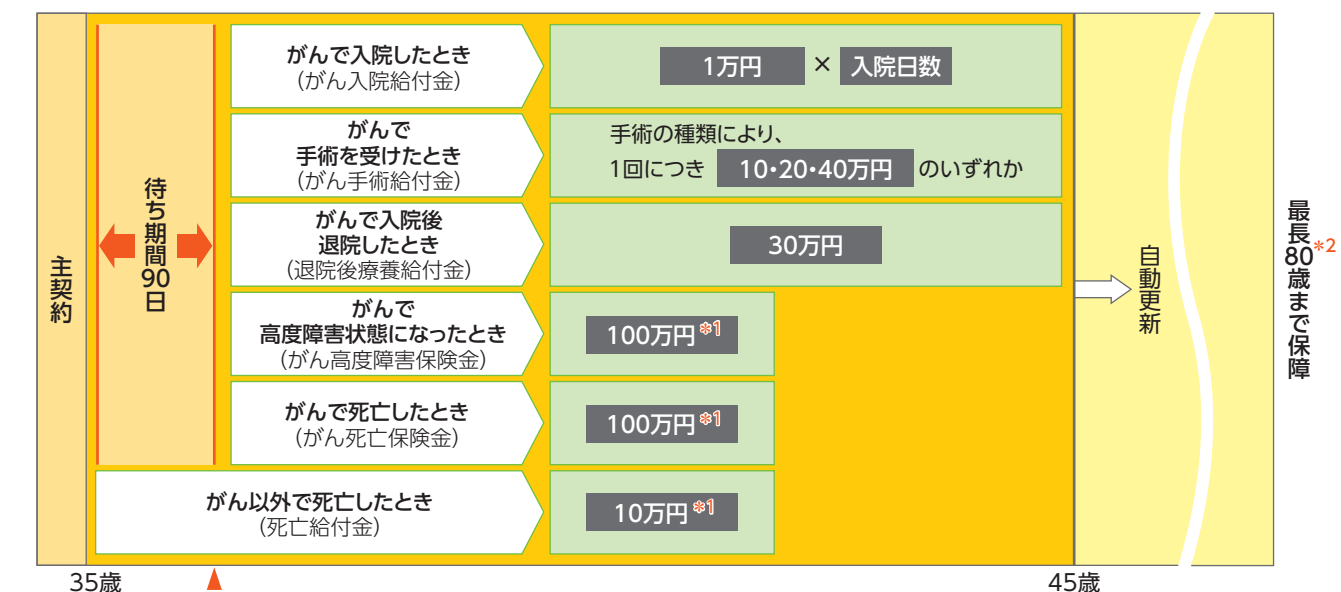 主契約
待ち期間90日
がんで入院したとき
（がん入院給付金）
1万円 × 入院日数
がんで
手術を受けたとき
（がん手術給付金）
手術の種類により、
1回につき 10・20・40万円 のいずれか
がんで入院後
退院したとき
（退院後療養給付金）
30万円
がんで
高度障害状態になったとき
（がん高度障害保険金）
100万円＊1
がんで死亡したとき
（がん死亡保険金）
100万円＊1
がん以外で死亡したとき
（死亡給付金）
10万円＊1
自動更新
最長80歳まで保障＊2
35歳
45歳